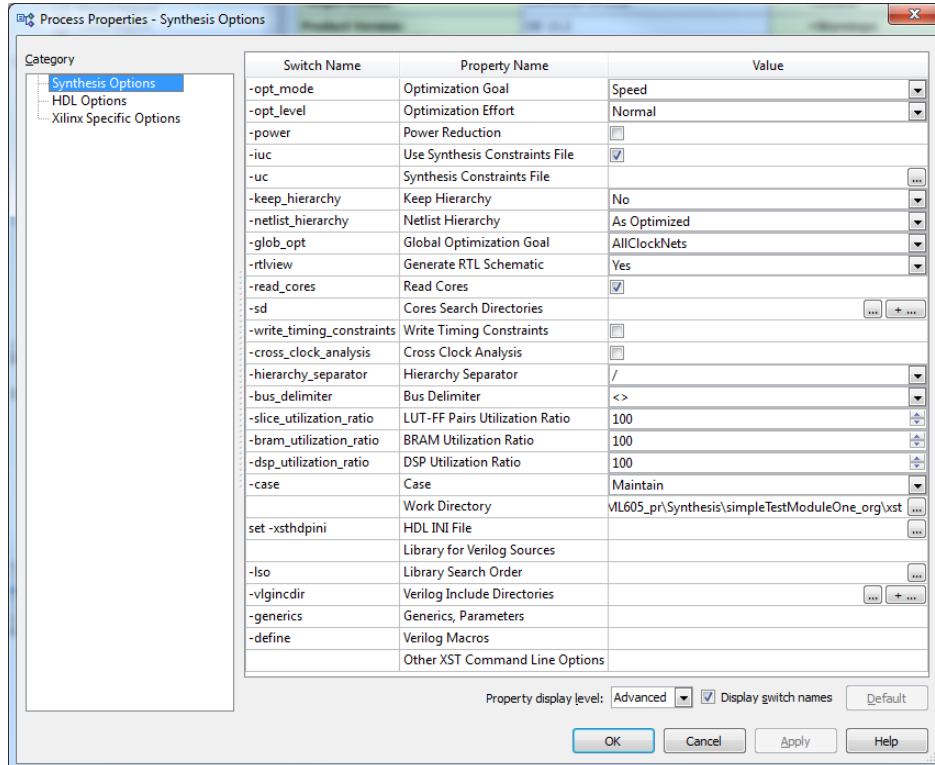 Process Properties - Synthesis Options
Category
Synthesis Options
HDL Options
Xilinx Specific Options
Switch Name Property Name Value
-opt_mode Optimization Goal Speed
-opt_level Optimization Effort Normal
-power Power Reduction
-iuc Use Synthesis Constraints File
-uc Synthesis Constraints File ...
-keep_hierarchy Keep Hierarchy No
-netlist_hierarchy Netlist Hierarchy As Optimized
-glob_opt Global Optimization Goal AllClockNets
-rtlview Generate RTL Schematic Yes
-read_cores Read Cores
-sd Cores Search Directories ... + ...
-write_timing_constraints Write Timing Constraints
-cross_clock_analysis Cross Clock Analysis
-hierarchy_separator Hierarchy Separator /
-bus_delimiter Bus Delimiter <>
-slice_utilization_ratio LUT-FF Pairs Utilization Ratio 100
-bram_utilization_ratio BRAM Utilization Ratio 100
-dsp_utilization_ratio DSP Utilization Ratio 100
-case Case Maintain
Work Directory ML605_pr\Synthesis\simpleTestModuleOne_org\xst ...
set -xsthdpini HDL INI File ...
Library for Verilog Sources
-lso Library Search Order ...
-vlgincdir Verilog Include Directories ... + ...
-generics Generics, Parameters
-define Verilog Macros
Other XST Command Line Options
Property display level: Advanced Display switch names Default
OK Cancel Apply Help